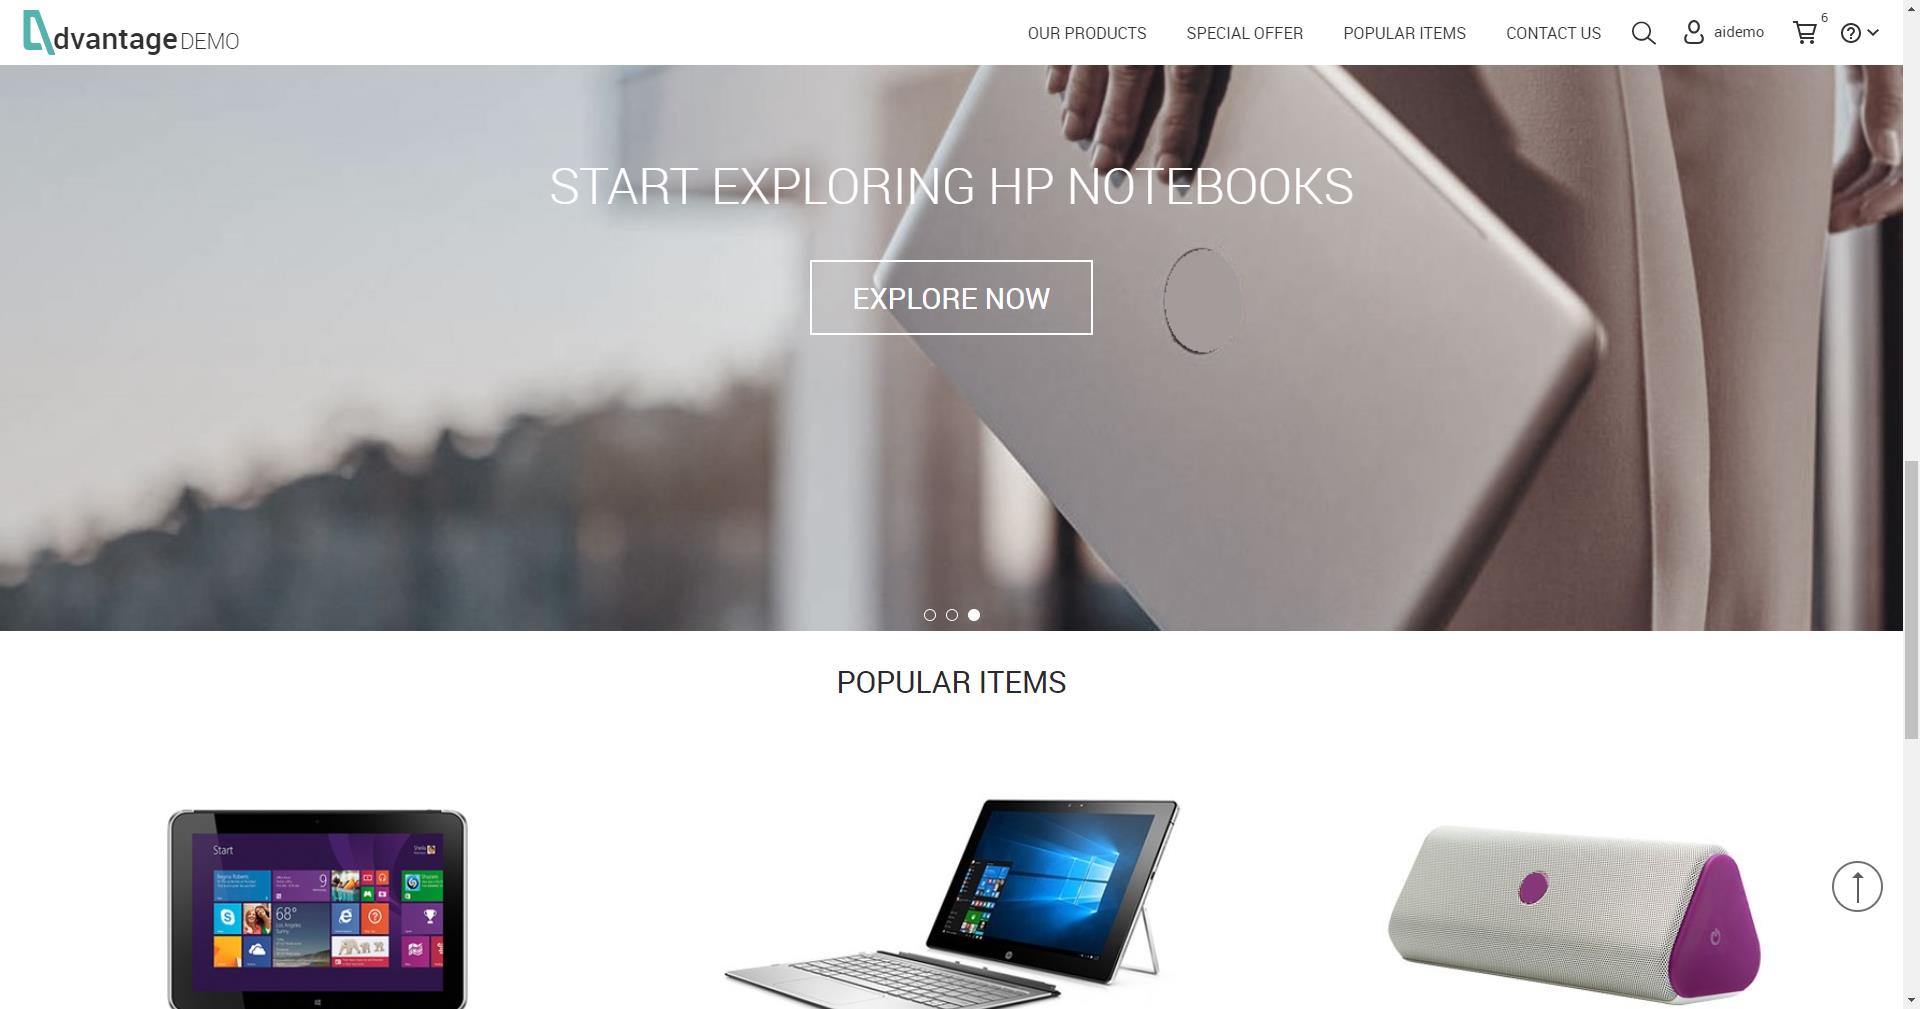 dvantage DEMO
OUR PRODUCTS
SPECIAL OFFER
POPULAR ITEMS
CONTACT US
aidemo
6
START EXPLORING HP NOTEBOOKS
EXPLORE NOW
POPULAR ITEMS
Start
9
68°